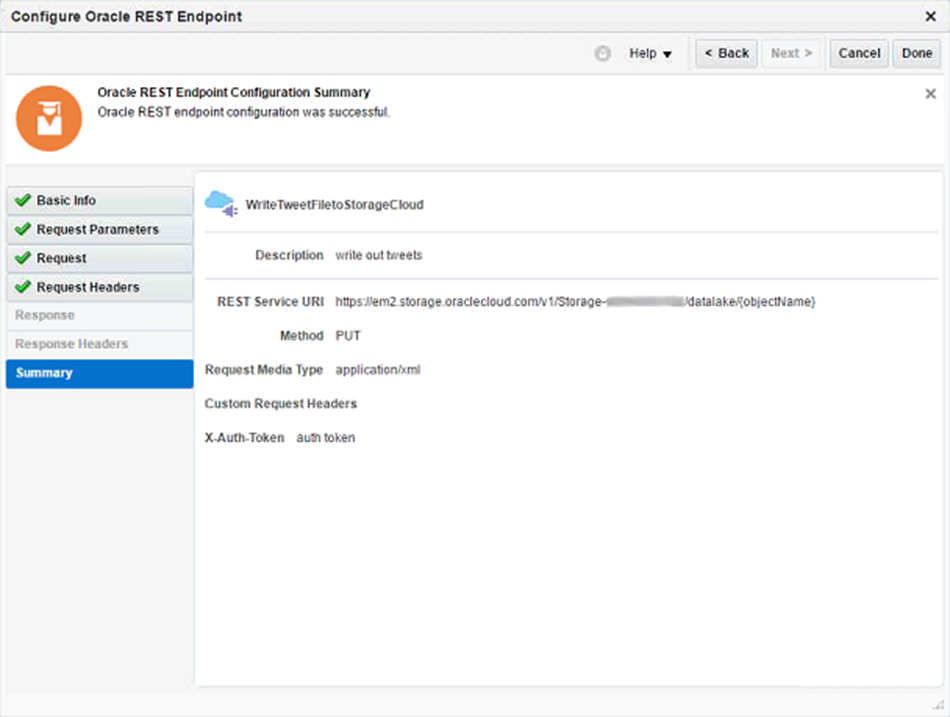 Configure Oracle REST Endpoint
Help
< Back
Next >
Cancel
Done
Oracle REST Endpoint Configuration Summary
Oracle REST endpoint configuration was successful.
Basic Info
Request Parameters
Request
Request Headers
Response
Response Headers
Summary
WriteTweetFiletoStorageCloud
Description write out tweets
REST Service URI https://em2.storage.oraclecloud.com/v1/Storage- /datalake/{objectName}
Method PUT
Request Media Type application/xml
Custom Request Headers
X-Auth-Token auth token